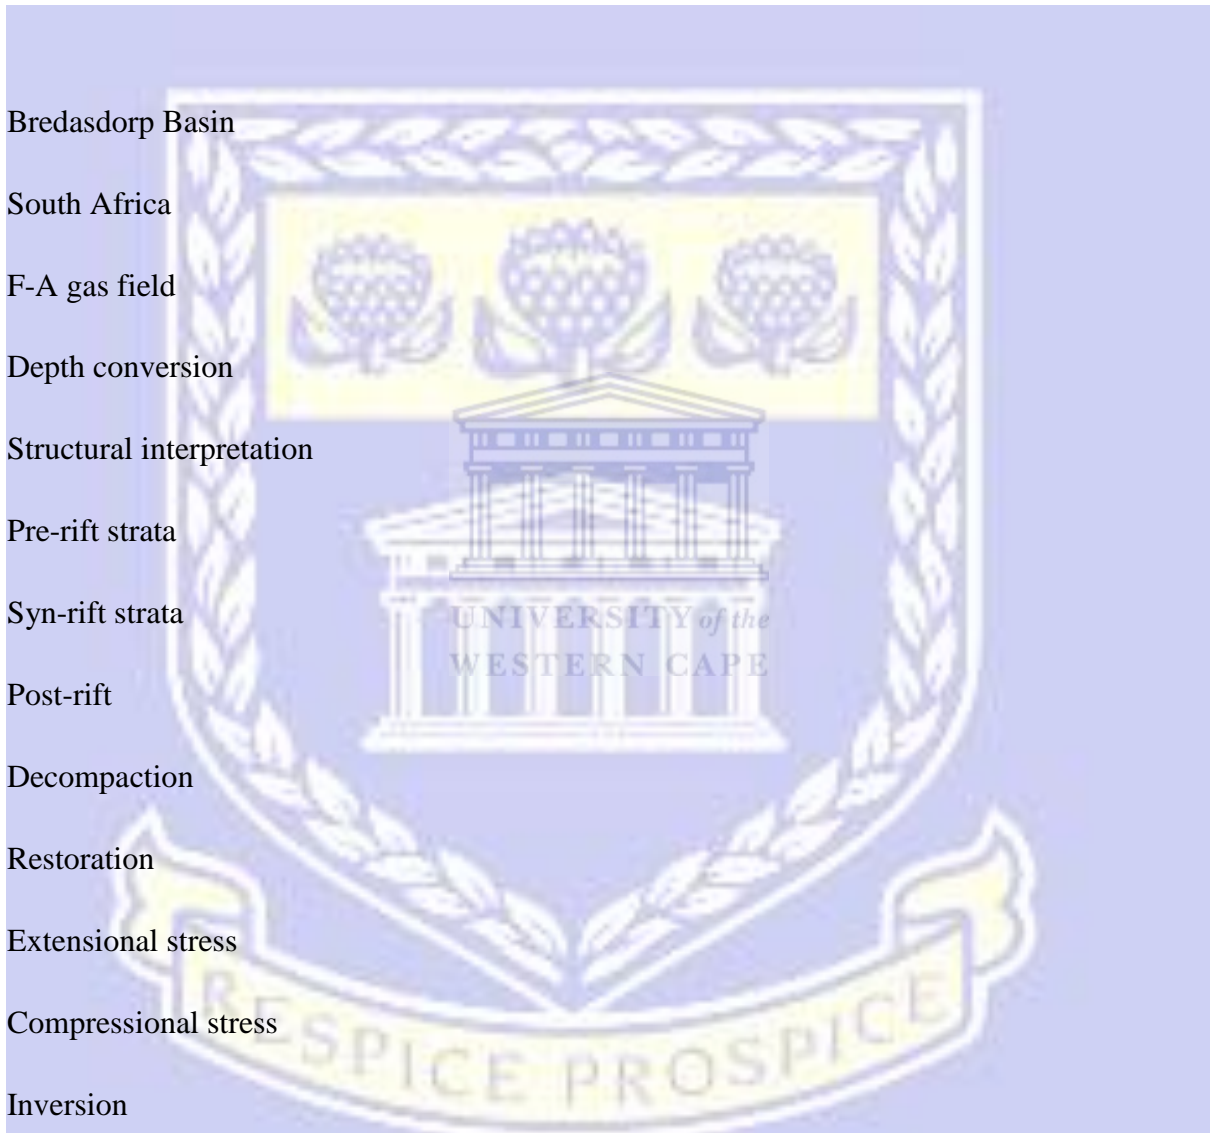 Bredasdorp Basin
South Africa
F-A gas field
Depth conversion
Structural interpretation
Pre-rift strata
Syn-rift strata
UNIVERSITY of the
WESTERN CAPE
Post-rift
Decompaction
Restoration
Extensional stress
Compressional stress
RESPICE PROSPICE
Inversion